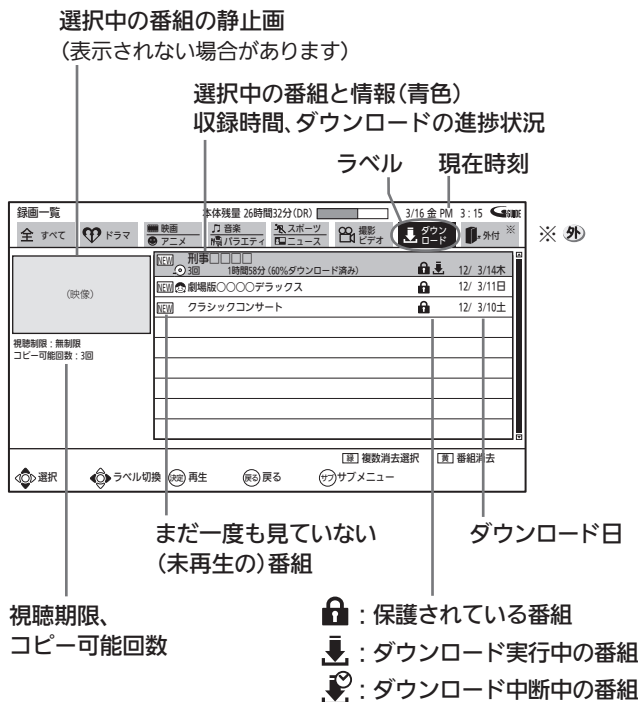 選択中の番組の静止画
(表示されない場合があります)
選択中の番組と情報(青色)
収録時間、ダウンロードの進捗状況
ラベル 現在時刻
録画一覧 本体残量 26時間32分(DR) 3/16 金 PM 3:15 GGUIDE
全 すべて ドラマ 映画 アニメ 音楽 バラエティ スポーツ ニュース 撮影ビデオ ダウンロード 外付 ※ ※ 外
NEW 刑事□□□□
3回 1時間58分(60%ダウンロード済み) 12/ 3/14木
(映像)
NEW 劇場版○○○○デラックス 12/ 3/11日
NEW クラシックコンサート 12/ 3/10土
視聴制限:無制限
コピー可能回数:3回
緑 複数消去選択 黄 番組消去
選択 ラベル切換 決定 再生 戻る 戻る サブ サブメニュー
まだ一度も見ていない
(未再生の)番組
ダウンロード日
視聴期限、
コピー可能回数
:保護されている番組
:ダウンロード実行中の番組
:ダウンロード中断中の番組